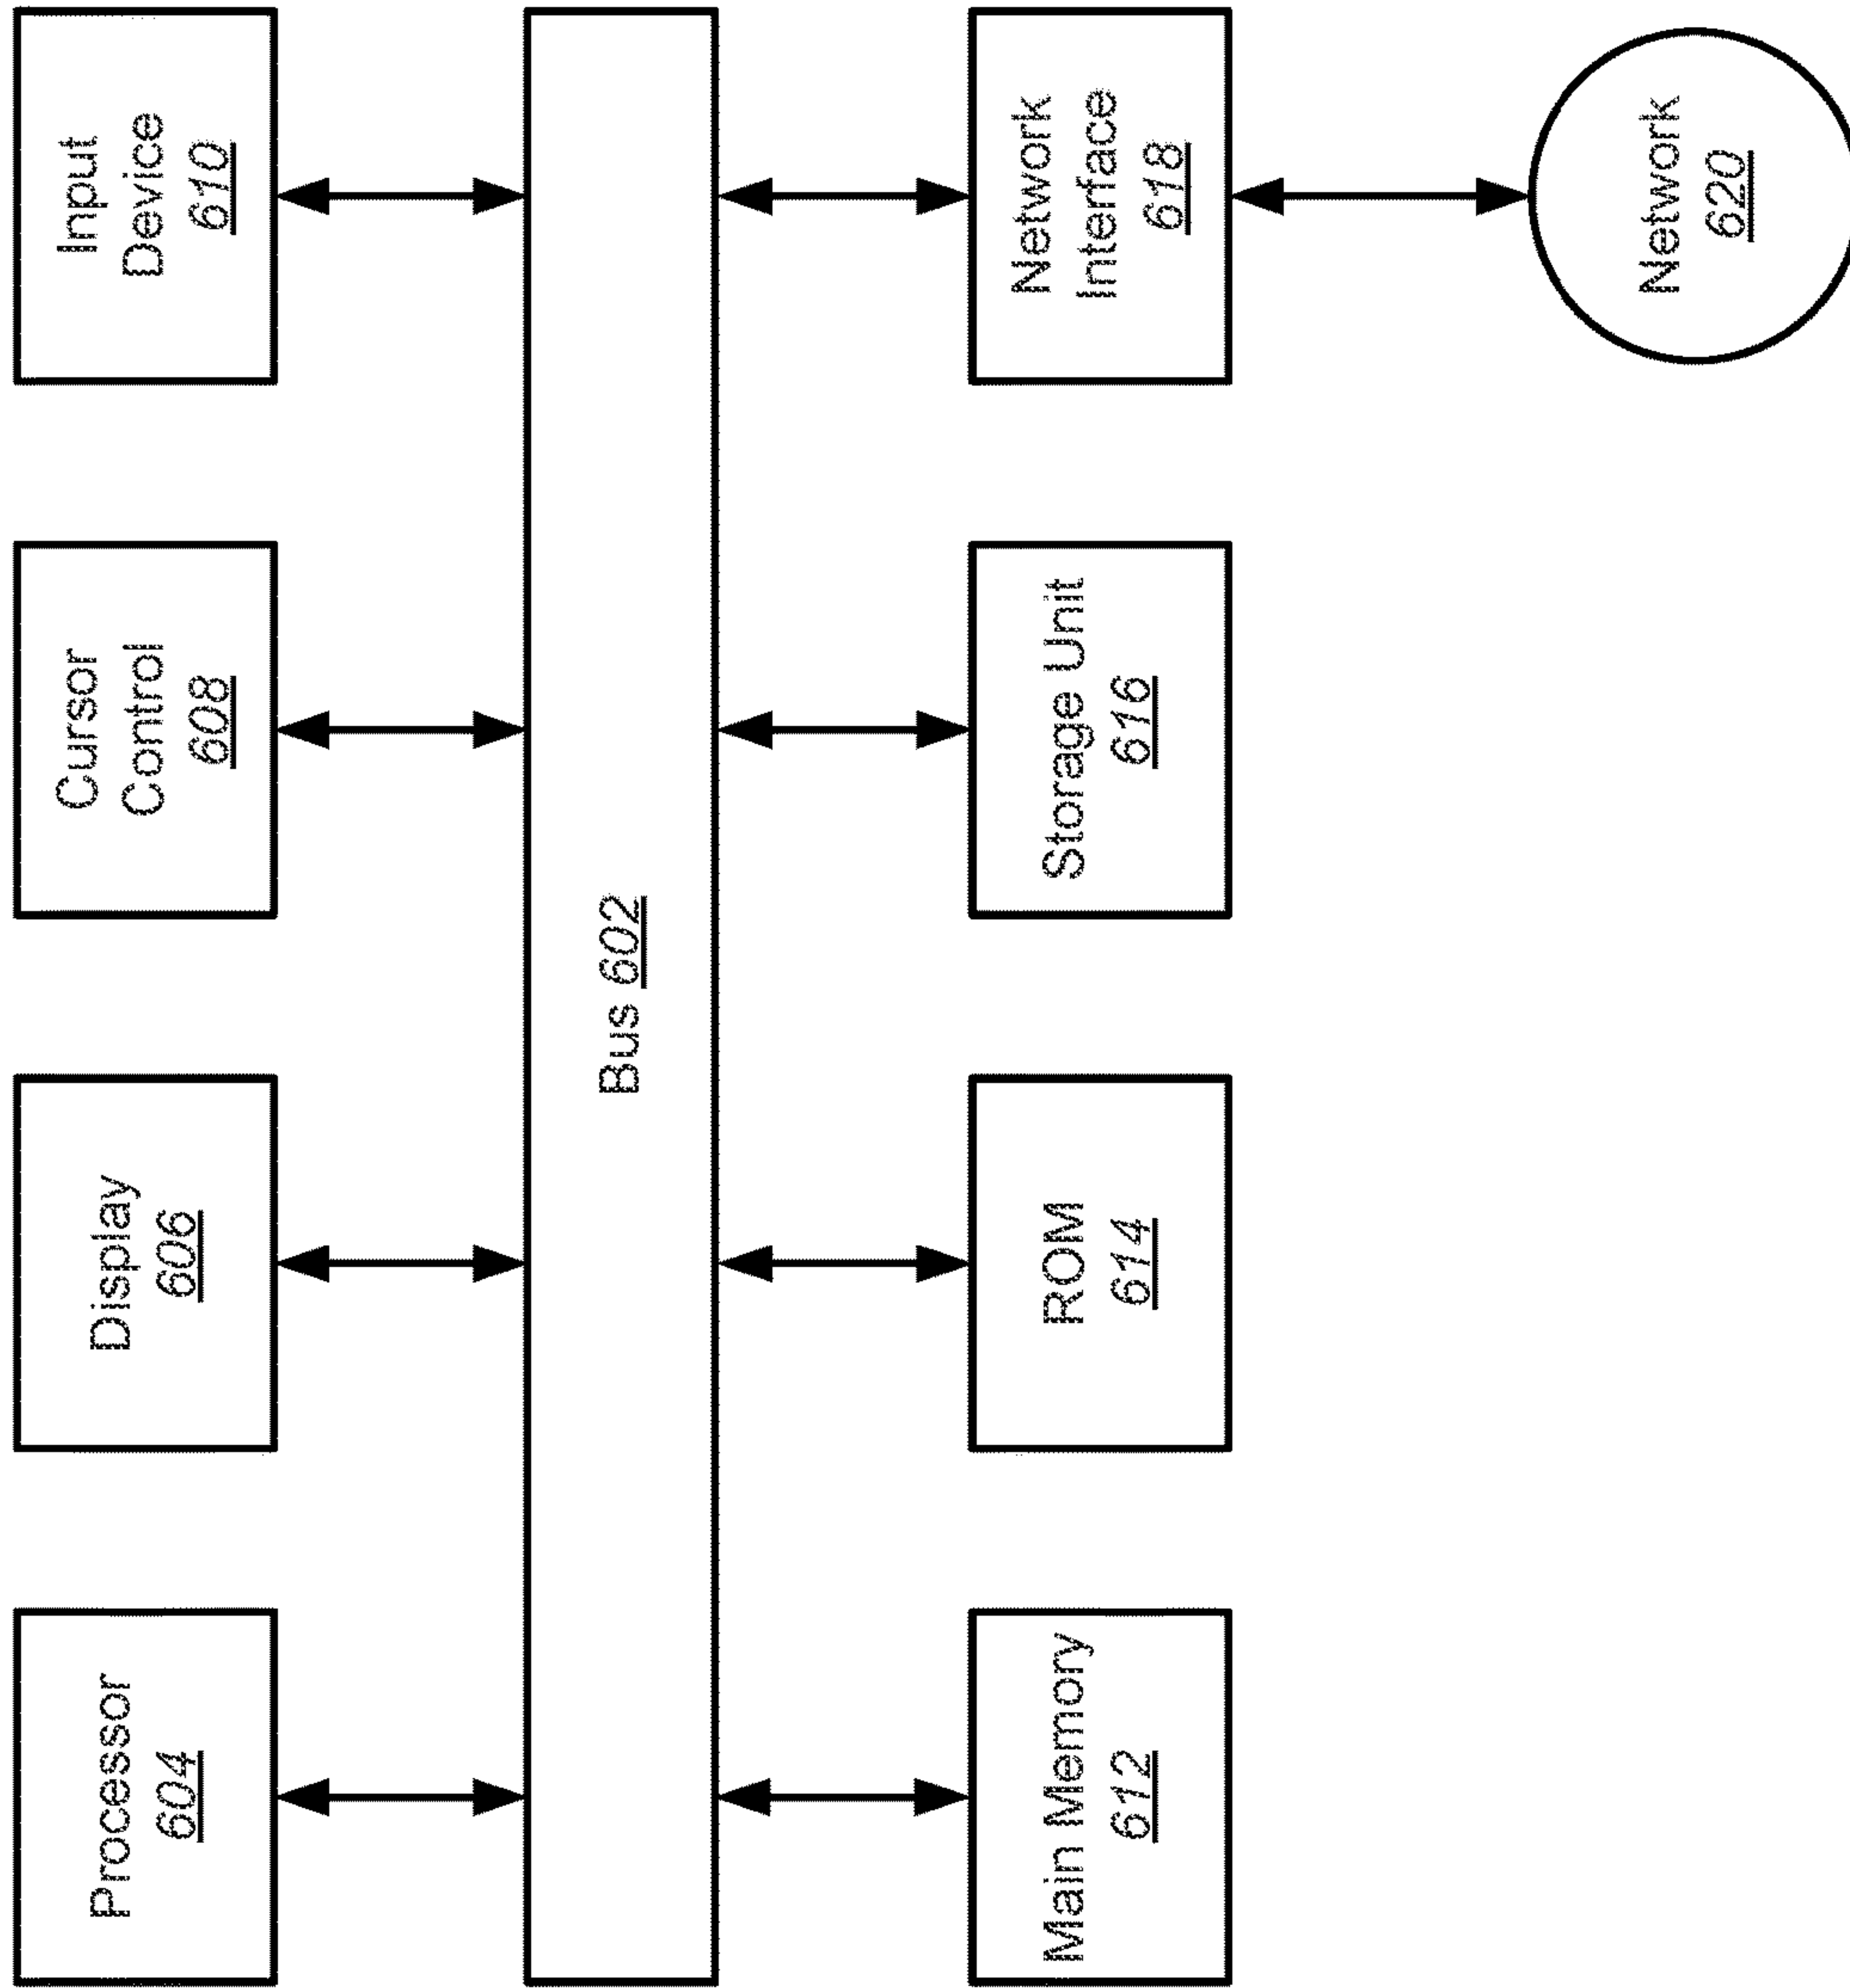 Processor
604
Display
606
Cursor
Control
608
Input
Device
610
Bus 602
Main Memory
612
ROM
614
Storage Unit
616
Network
Interface
618
Network
620